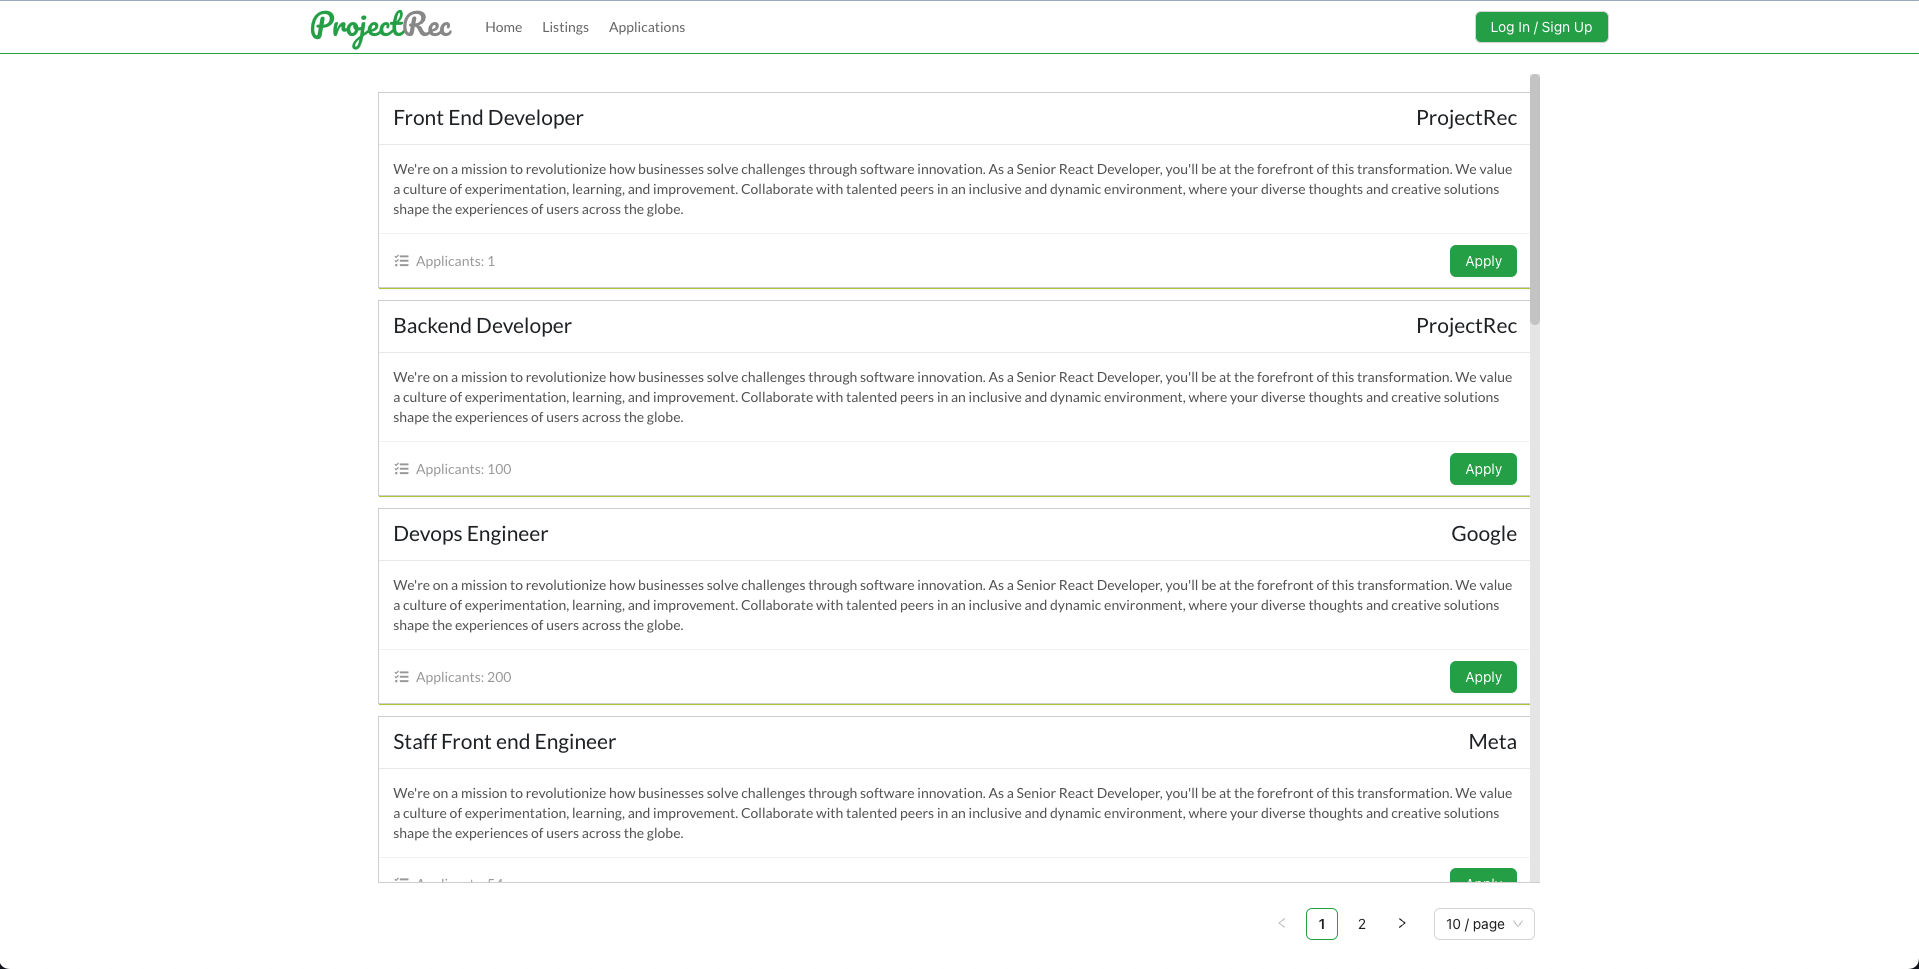 ProjectRec Home Listings Applications Log In / Sign Up
Front End Developer ProjectRec
We're on a mission to revolutionize how businesses solve challenges through software innovation. As a Senior React Developer, you'll be at the forefront of this transformation. We value
a culture of experimentation, learning, and improvement. Collaborate with talented peers in an inclusive and dynamic environment, where your diverse thoughts and creative solutions
shape the experiences of users across the globe.
Applicants: 1 Apply
Backend Developer ProjectRec
We're on a mission to revolutionize how businesses solve challenges through software innovation. As a Senior React Developer, you'll be at the forefront of this transformation. We value
a culture of experimentation, learning, and improvement. Collaborate with talented peers in an inclusive and dynamic environment, where your diverse thoughts and creative solutions
shape the experiences of users across the globe.
Applicants: 100 Apply
Devops Engineer Google
We're on a mission to revolutionize how businesses solve challenges through software innovation. As a Senior React Developer, you'll be at the forefront of this transformation. We value
a culture of experimentation, learning, and improvement. Collaborate with talented peers in an inclusive and dynamic environment, where your diverse thoughts and creative solutions
shape the experiences of users across the globe.
Applicants: 200 Apply
Staff Front end Engineer Meta
We're on a mission to revolutionize how businesses solve challenges through software innovation. As a Senior React Developer, you'll be at the forefront of this transformation. We value
a culture of experimentation, learning, and improvement. Collaborate with talented peers in an inclusive and dynamic environment, where your diverse thoughts and creative solutions
shape the experiences of users across the globe.
1 2 10 / page